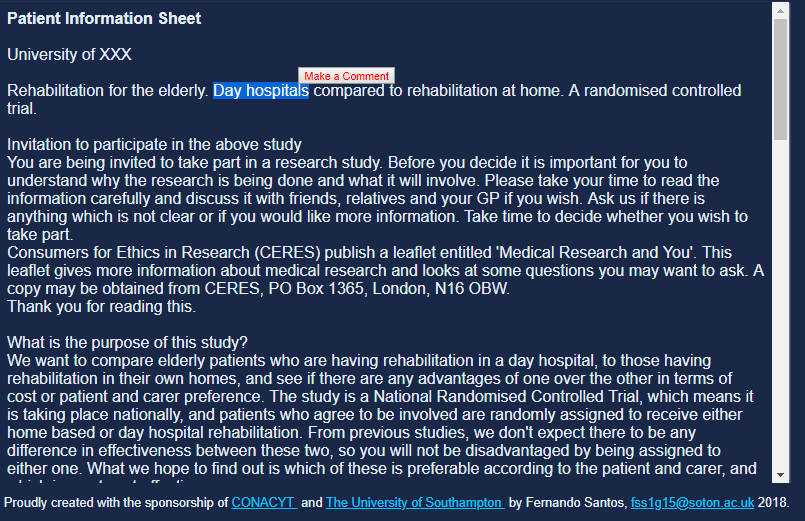 Patient Information Sheet
University of XXX
Make a Comment
Rehabilitation for the elderly. Day hospitals compared to rehabilitation at home. A randomised controlled
trial.
Invitation to participate in the above study
You are being invited to take part in a research study. Before you decide it is important for you to
understand why the research is being done and what it will involve. Please take your time to read the
information carefully and discuss it with friends, relatives and your GP if you wish. Ask us if there is
anything which is not clear or if you would like more information. Take time to decide whether you wish to
take part.
Consumers for Ethics in Research (CERES) publish a leaflet entitled 'Medical Research and You'. This
leaflet gives more information about medical research and looks at some questions you may want to ask. A
copy may be obtained from CERES, PO Box 1365, London, N16 OBW.
Thank you for reading this.
What is the purpose of this study?
We want to compare elderly patients who are having rehabilitation in a day hospital, to those having
rehabilitation in their own homes, and see if there are any advantages of one over the other in terms of
cost or patient and carer preference. The study is a National Randomised Controlled Trial, which means it
is taking place nationally, and patients who agree to be involved are randomly assigned to receive either
home based or day hospital rehabilitation. From previous studies, we don't expect there to be any
difference in effectiveness between these two, so you will not be disadvantaged by being assigned to
either one. What we hope to find out is which of these is preferable according to the patient and carer, and
Proudly created with the sponsorship of CONACYT and The University of Southampton by Fernando Santos, fss1g15@soton.ac.uk 2018.